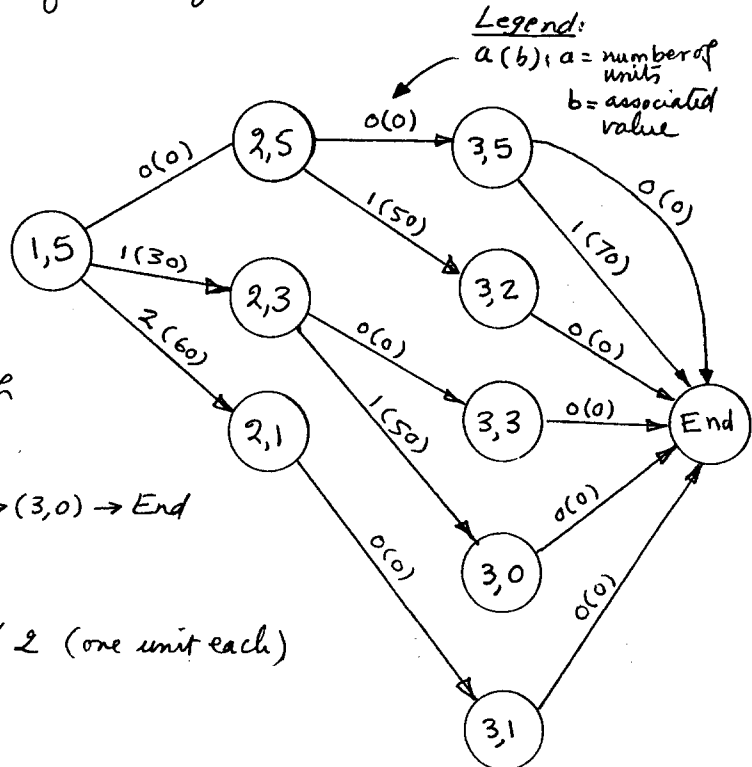 Legend:
a(b): a = number of
units
b = associated
value
0(0)
2,5
0(0)
3,5
0(0)
1(50)
1(70)
1,5
1(30)
2,3
3,2
2(60)
0(0)
0(0)
2,1
1(50)
3,3
0(0)
End
→ (3,0) → End
0(0)
3,0
0(0)
0(0)
2 (one unit each)
3,1